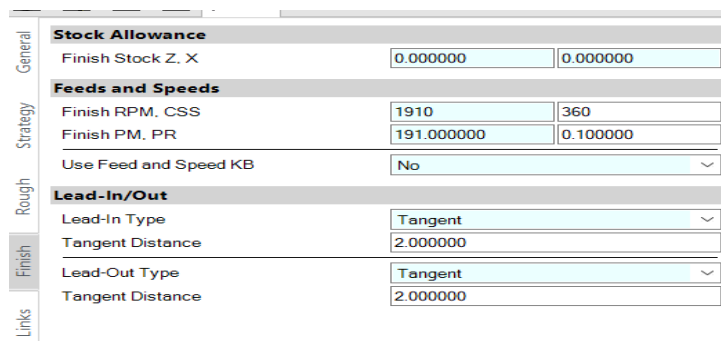 General
Strategy
Rough
Finish
Links
Stock Allowance
Finish Stock Z, X 0.000000 0.000000
Feeds and Speeds
Finish RPM, CSS 1910 360
Finish PM, PR 191.000000 0.100000
Use Feed and Speed KB No
Lead-In/Out
Lead-In Type Tangent
Tangent Distance 2.000000
Lead-Out Type Tangent
Tangent Distance 2.000000